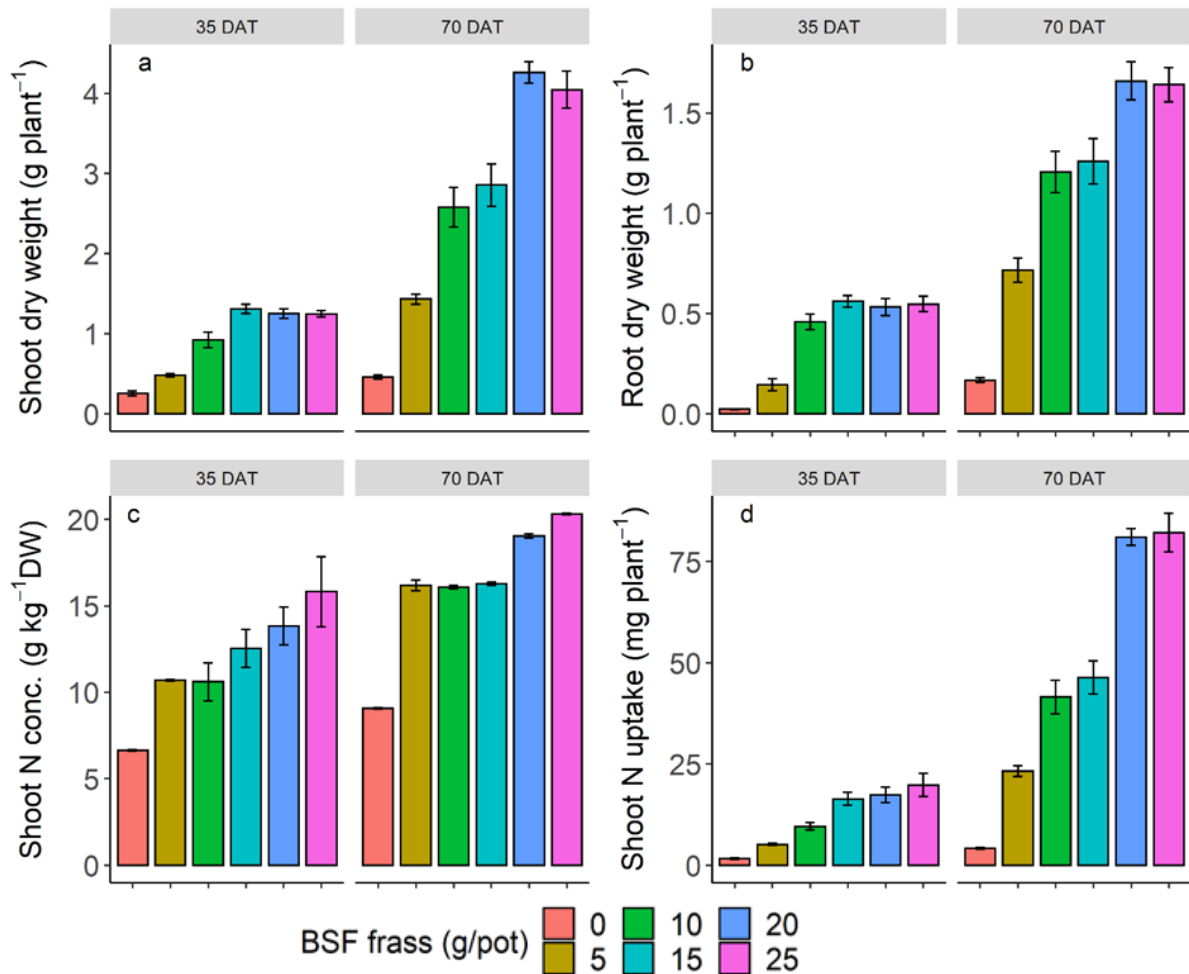 35 DAT 70 DAT
a
Shoot dry weight (g plant⁻¹)
4
3
2
1
0
35 DAT 70 DAT
b
Root dry weight (g plant⁻¹)
1.5
1.0
0.5
0.0
35 DAT 70 DAT
c
Shoot N conc. (g kg⁻¹DW)
20
15
10
5
0
35 DAT 70 DAT
d
Shoot N uptake (mg plant⁻¹)
75
50
25
0
BSF frass (g/pot)
0 10 20
5 15 25